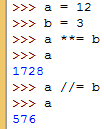 >>> a = 12
>>> b = 3
>>> a **= b
>>> a
1728
>>> a //= b
>>> a
576